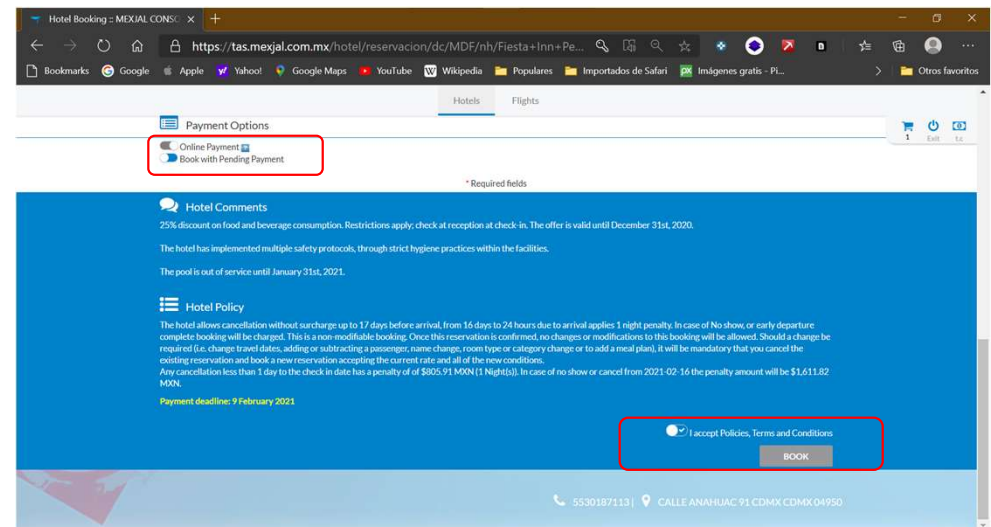 Hotel Booking :: MEXJAL CONSO
https://tas.mexjal.com.mx/hotel/reservacion/dc/MDF/nh/Fiesta+Inn+Pe...
Bookmarks Google Apple Yahoo! Google Maps YouTube Wikipedia Populares Importados de Safari Imágenes gratis - Pi... Otros favoritos
Hotels Flights
Payment Options
1 Exit t.c
Online Payment
Book with Pending Payment
* Required fields
Hotel Comments
25% discount on food and beverage consumption. Restrictions apply; check at reception at check-in. The offer is valid until December 31st, 2020.
The hotel has implemented multiple safety protocols, through strict hygiene practices within the facilities.
The pool is out of service until January 31st, 2021.
Hotel Policy
The hotel allows cancellation without surcharge up to 17 days before arrival, from 16 days to 24 hours due to arrival applies 1 night penalty. In case of No show, or early departure
complete booking will be charged. This is a non-modifiable booking. Once this reservation is confirmed, no changes or modifications to this booking will be allowed. Should a change be
required (i.e. change travel dates, adding or subtracting a passenger, name change, room type or category change or to add a meal plan), it will be mandatory that you cancel the
existing reservation and book a new reservation accepting the current rate and all of the new conditions.
Any cancellation less than 1 day to the check in date has a penalty of of $805.91 MXN (1 Night(s)). In case of no show or cancel from 2021-02-16 the penalty amount will be $1,611.82
MXN.
Payment deadline: 9 February 2021
I accept Policies, Terms and Conditions
BOOK
5530187113 | CALLE ANAHUAC 91 CDMX CDMX 04950